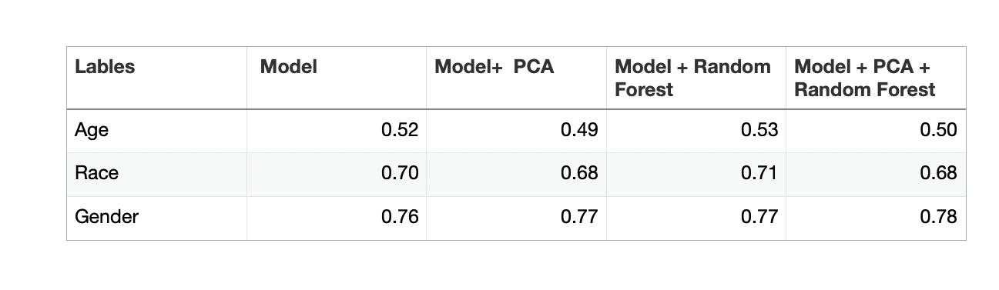 Lables Model Model+ PCA Model + Random Forest Model + PCA + Random Forest
Age 0.52 0.49 0.53 0.50
Race 0.70 0.68 0.71 0.68
Gender 0.76 0.77 0.77 0.78